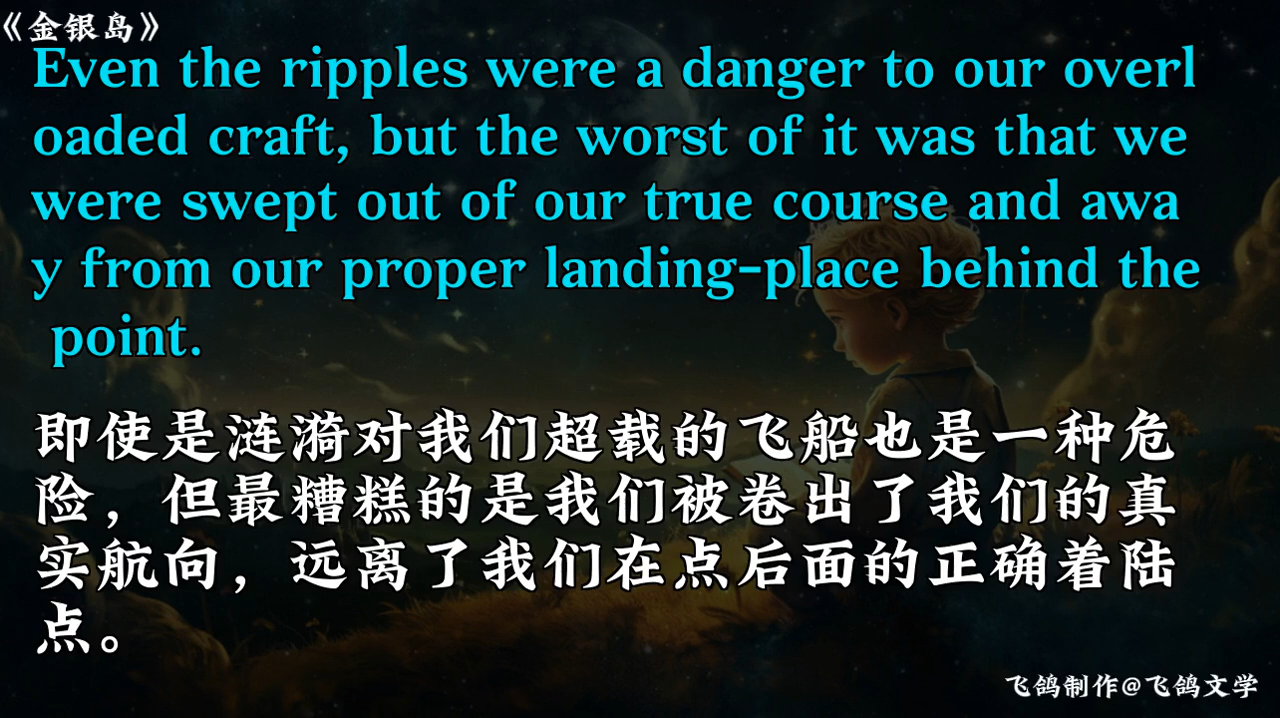 《金银岛》
Even the ripples were a danger to our overl
oaded craft, but the worst of it was that we
were swept out of our true course and awa
y from our proper landing-place behind the
point.
即使是涟漪对我们超载的飞船也是一种危
险，但最糟糕的是我们被卷出了我们的真
实航向，远离了我们在点后面的正确着陆
点。
飞鸽制作@飞鸽文学